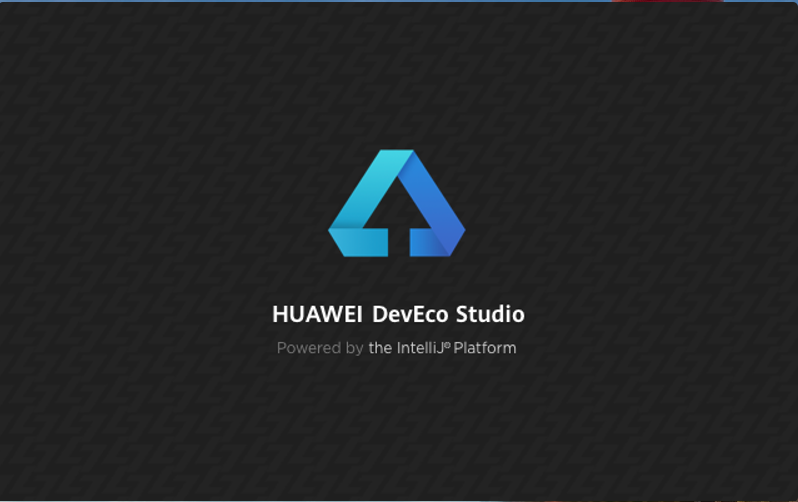 HUAWEI DevEco Studio
Powered by the IntelliJ® Platform